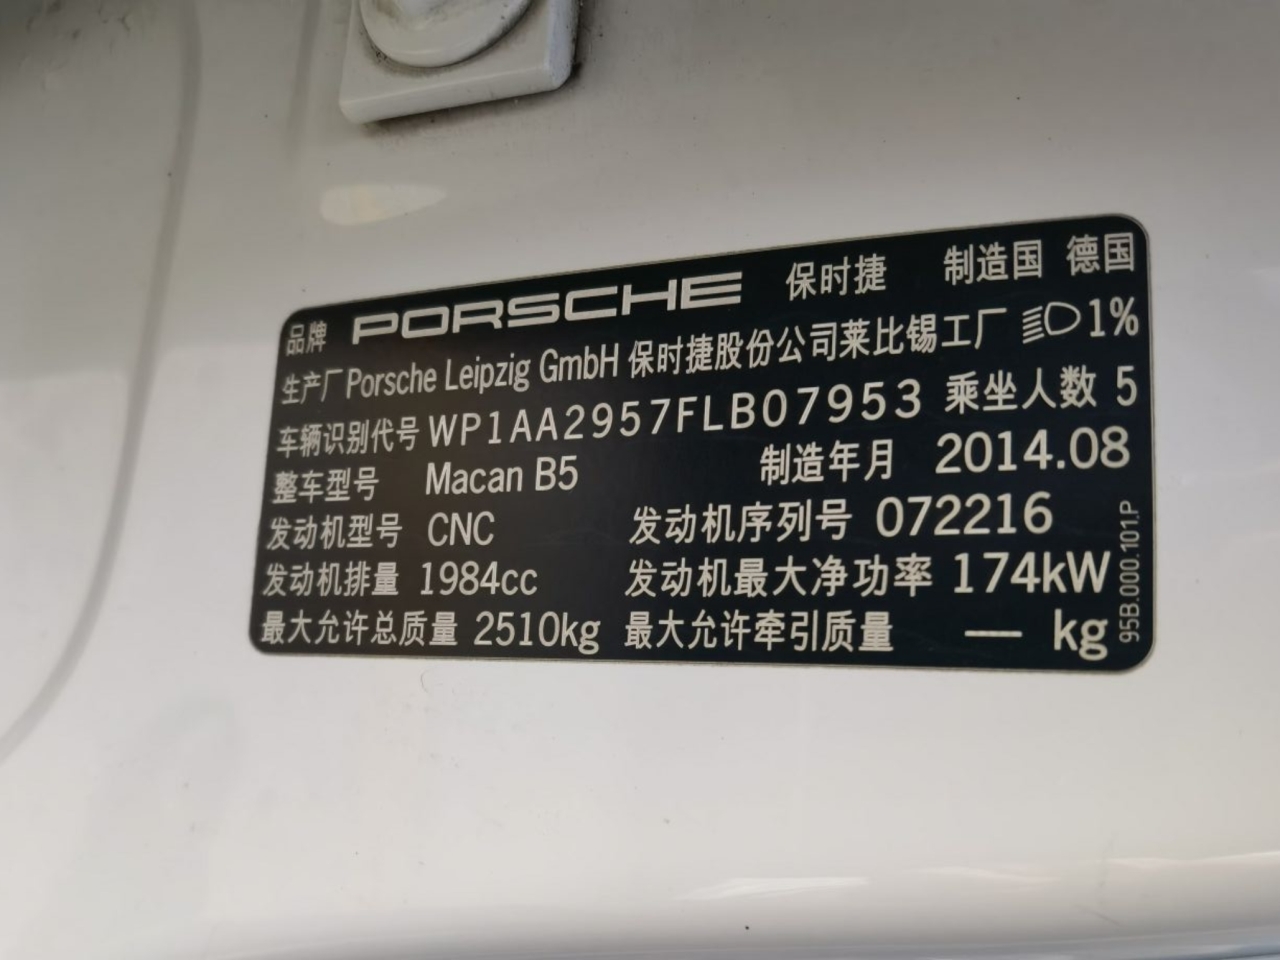 品牌 PORSCHE 保时捷 制造国 德国
生产厂 Porsche Leipzig GmbH 保时捷股份公司莱比锡工厂 1%
车辆识别代号 WP1AA2957FLB07953 乘坐人数 5
整车型号 Macan B5 制造年月 2014.08
发动机型号 CNC 发动机序列号 072216
发动机排量 1984cc 发动机最大净功率 174kW
最大允许总质量 2510kg 最大允许牵引质量 — kg
95B.000.101.P